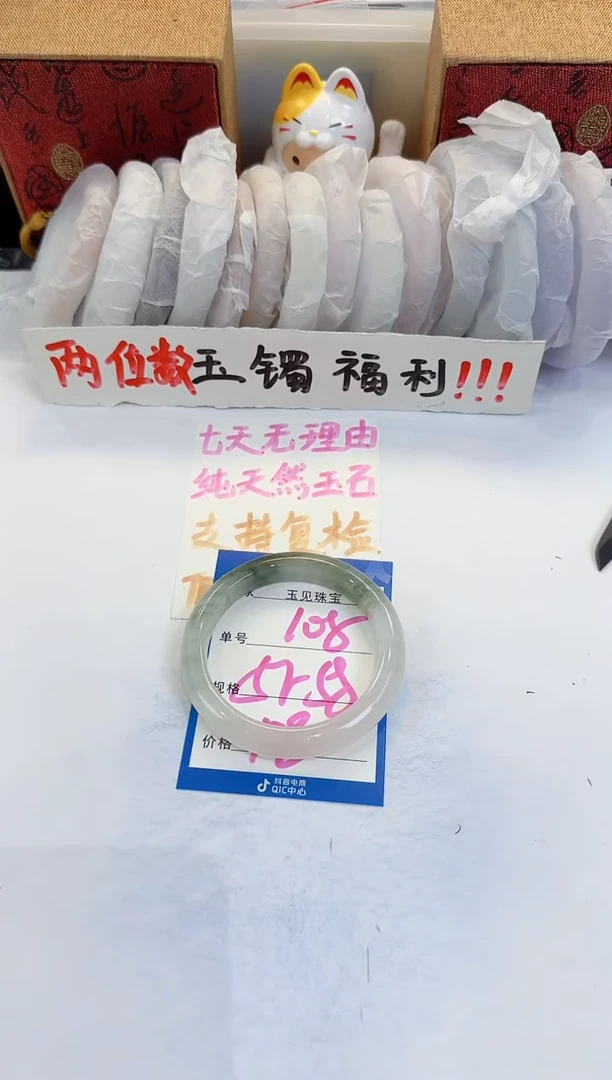 两位数玉镯福利!!!
七天无理由
纯天然玉石
支持复检
玉见珠宝
单号 108
规格 57.58
价格
抖音电商
QIC中心